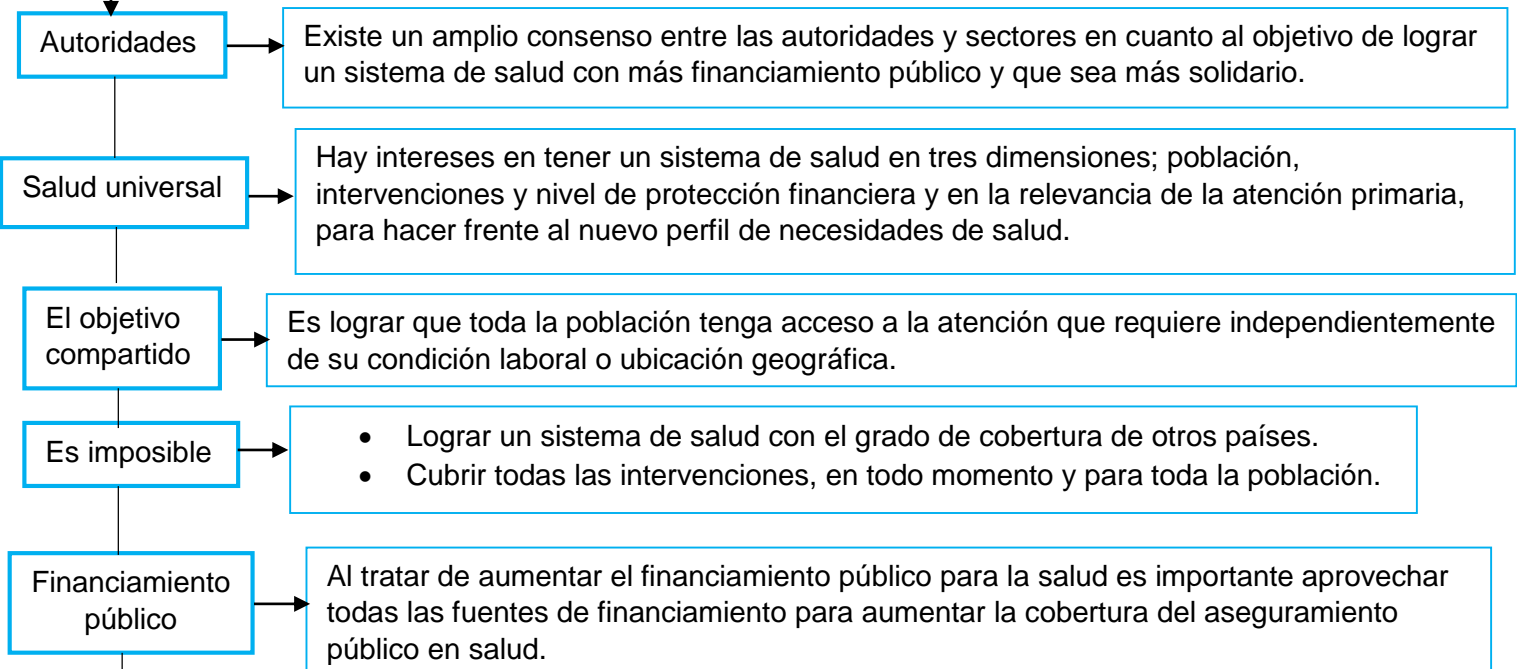 Autoridades
Existe un amplio consenso entre las autoridades y sectores en cuanto al objetivo de lograr
un sistema de salud con más financiamiento público y que sea más solidario.
Salud universal
Hay intereses en tener un sistema de salud en tres dimensiones; población,
intervenciones y nivel de protección financiera y en la relevancia de la atención primaria,
para hacer frente al nuevo perfil de necesidades de salud.
El objetivo
compartido
Es lograr que toda la población tenga acceso a la atención que requiere independientemente
de su condición laboral o ubicación geográfica.
Es imposible
• Lograr un sistema de salud con el grado de cobertura de otros países.
• Cubrir todas las intervenciones, en todo momento y para toda la población.
Financiamiento
público
Al tratar de aumentar el financiamiento público para la salud es importante aprovechar
todas las fuentes de financiamiento para aumentar la cobertura del aseguramiento
público en salud.